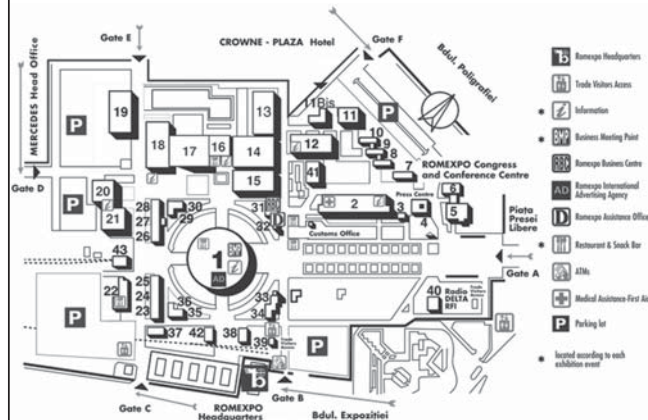 Gate E
CROWNE - PLAZA Hotel
Gate F
Bdul. Poligrafiei
MERCEDES Head Office
P
19
18
17
16
13
14
15
11Bis
11
12
10
9
8
7
41
P
Gate D
P
20
21
28
27
26
30
29
31
32
2
Press Centre
3
4
ROMEXPO Congress
and Conference Centre
6
5
Customs Office
Piata
Presei
Libere
43
1
AD
Gate A
22
25
24
23
36
35
33
34
40
Radio
DELTA
RFI
Trade
Visitors
Access
P
37
42
38
39
Trade
Visitors
Access
P
Gate C
ROMEXPO
Headquarters
Gate B
Bdul. Expozitiei
Romexpo Headquarters
Trade Visitors Access
* i Information
* Business Meeting Point
Romexpo Business Centre
AD Romexpo International
Advertising Agency
Romexpo Assistance Office
* Restaurant & Snack Bar
ATMs
Medical Assistance-First Aid
P Parking lot
* located according to each
exhibition event